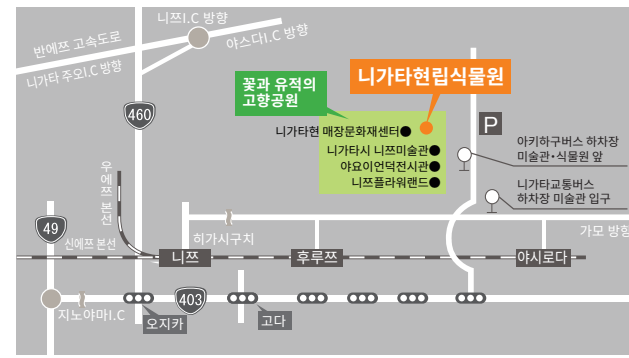 니쯔I.C 방향
반에쯔 고속도로
야스다I.C 방향
니가타 주오I.C 방향
꽃과 유적의
고향공원
니가타현립식물원
460
니가타현 매장문화재센터
니가타시 니쯔미술관
야요이언덕전시관
니쯔플라워랜드
P
아키하구버스 하차장
미술관•식물원 앞
니가타교통버스
하차장 미술관 입구
우에쯔 본선
49
신에쯔 본선
히가시구치
가모 방향
니쯔
후루쯔
야시로다
403
지노야마I.C
오지카
고다